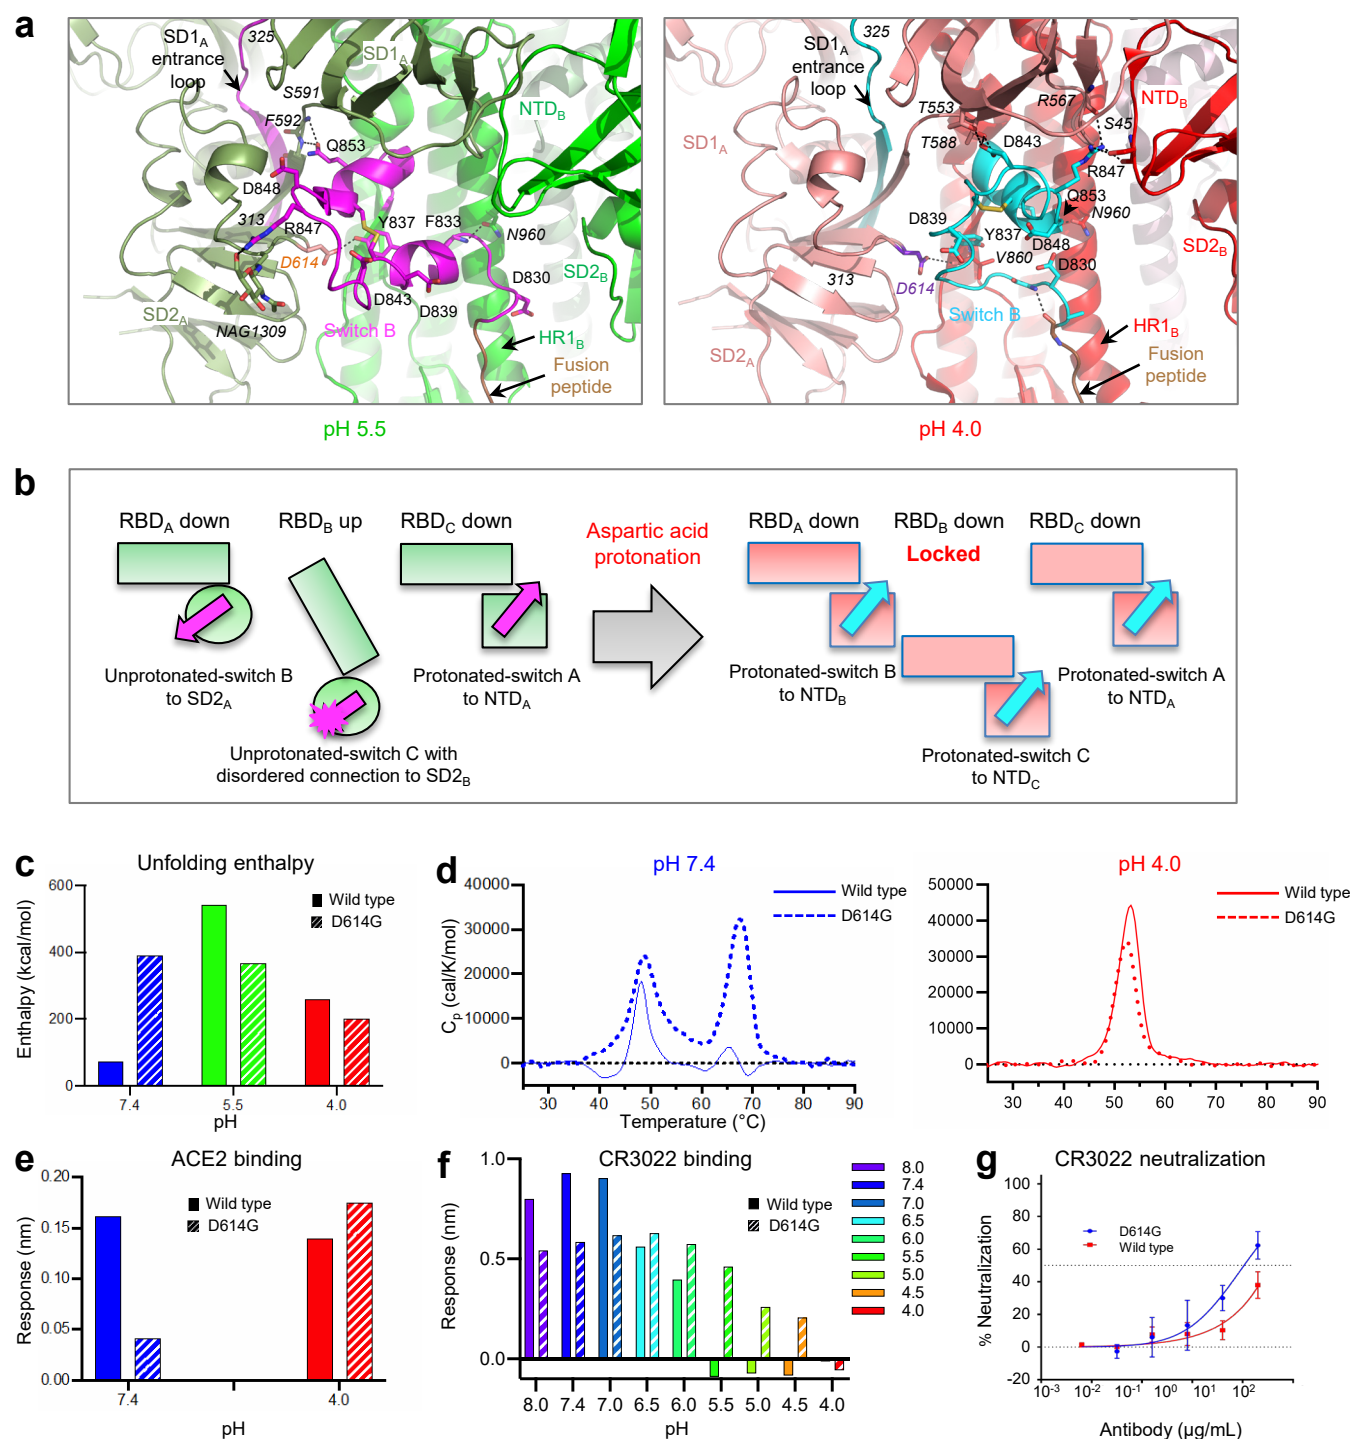 a
SD1A
entrance
loop
325
SD1A
S591
F592
Q853
NTDB
D848
313
R847
Y837
F833
N960
D614
D830
SD2B
D843
D839
SD2A
NAG1309
Switch B
HR1B
Fusion
peptide
pH 5.5
SD1A
entrance
loop
325
T553
R567
NTDB
S45
SD1A
T588
D843
R847
Q853
N960
D839
Y837
D848
V860
D830
SD2B
313
D614
Switch B
HR1B
SD2A
Fusion
peptide
pH 4.0
b
RBDA down
RBDB up
RBDC down
Unprotonated-switch B
to SD2A
Protonated-switch A
to NTDA
Unprotonated-switch C with
disordered connection to SD2B
Aspartic acid
protonation
RBDA down
RBDB down
Locked
RBDC down
Protonated-switch B
to NTDB
Protonated-switch A
to NTDA
Protonated-switch C
to NTDC
c
Unfolding enthalpy
Wild type
D614G
Enthalpy (kcal/mol)
600
400
200
0
7.4
5.5
4.0
pH
d
pH 7.4
Wild type
D614G
Cp (cal/K/mol)
40000
30000
20000
10000
0
30
40
50
60
70
80
90
Temperature (°C)
pH 4.0
Wild type
D614G
50000
40000
30000
20000
10000
0
30
40
50
60
70
80
90
e
ACE2 binding
Wild type
D614G
Response (nm)
0.20
0.15
0.10
0.05
0.00
7.4
4.0
pH
f
CR3022 binding
Wild type
D614G
Response (nm)
1.0
0.5
0.0
8.0
7.4
7.0
6.5
6.0
5.5
5.0
4.5
4.0
pH
8.0
7.4
7.0
6.5
6.0
5.5
5.0
4.5
4.0
g
CR3022 neutralization
D614G
Wild type
% Neutralization
100
80
60
40
20
0
-20
10-3
10-2
10-1
100
101
102
Antibody (µg/mL)